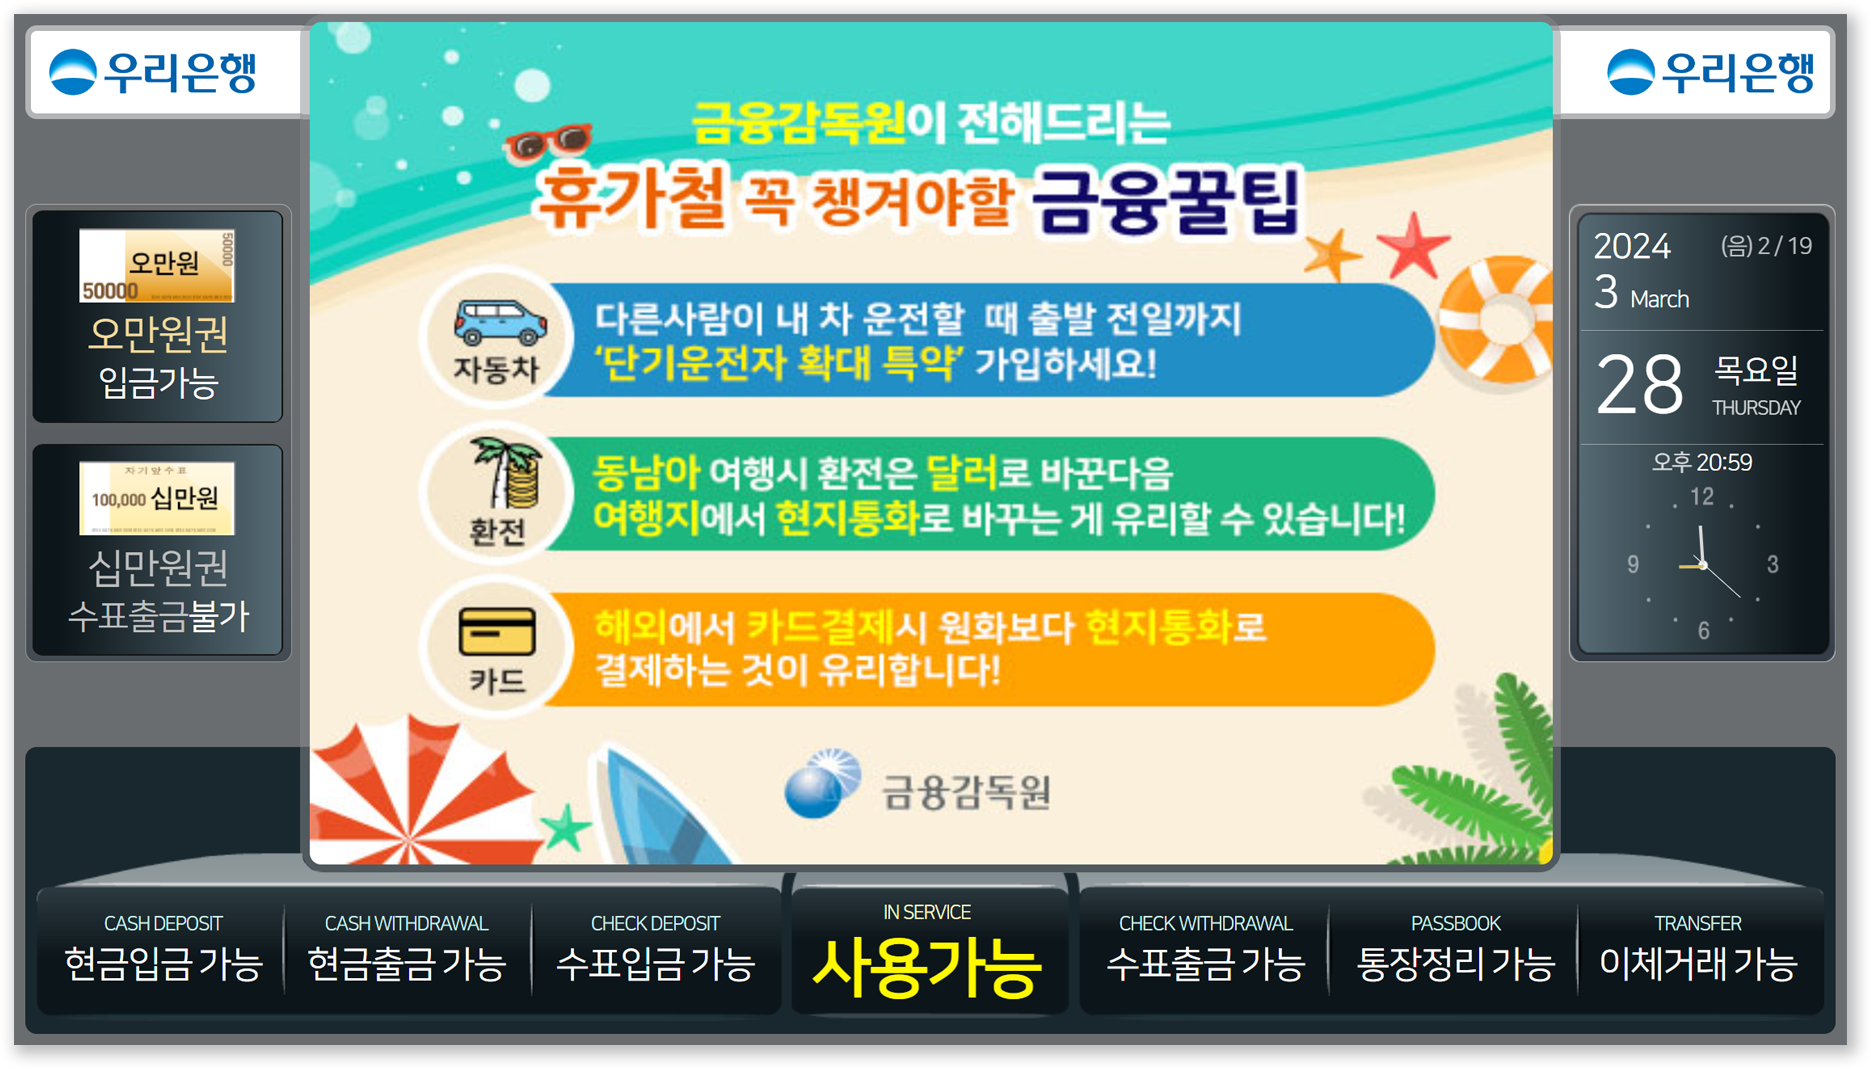 우리은행
금융감독원이 전해드리는
휴가철 꼭 챙겨야할 금융꿀팁
우리은행
오만원
50000
50000
오만원권
입금가능
자기앞수표
100,000 십만원
십만원권
수표출금불가
자동차
다른사람이 내 차 운전할 때 출발 전일까지
‘단기운전자 확대 특약’ 가입하세요!
환전
동남아 여행시 환전은 달러로 바꾼다음
여행지에서 현지통화로 바꾸는 게 유리할 수 있습니다!
카드
해외에서 카드결제시 원화보다 현지통화로
결제하는 것이 유리합니다!
금융감독원
2024 (음) 2 / 19
3 March
28 목요일
THURSDAY
오후 20:59
12
9 3
6
CASH DEPOSIT
현금입금 가능
CASH WITHDRAWAL
현금출금 가능
CHECK DEPOSIT
수표입금 가능
IN SERVICE
사용가능
CHECK WITHDRAWAL
수표출금 가능
PASSBOOK
통장정리 가능
TRANSFER
이체거래 가능